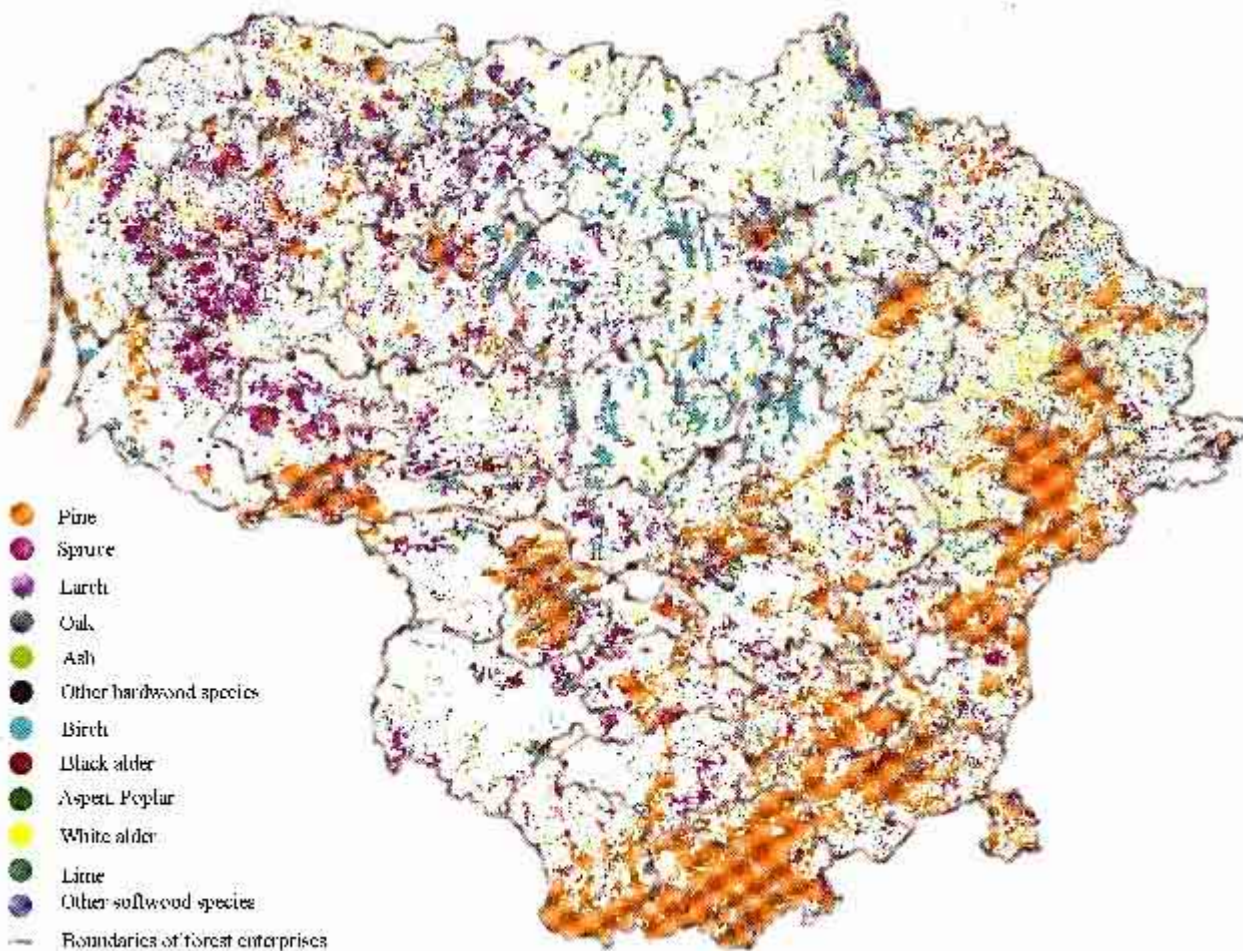 Pine
Spruce
Larch
Oak
Ash
Other hardwood species
Birch
Black alder
Aspen, Poplar
White alder
Lime
Other softwood species
Boundaries of forest enterprises